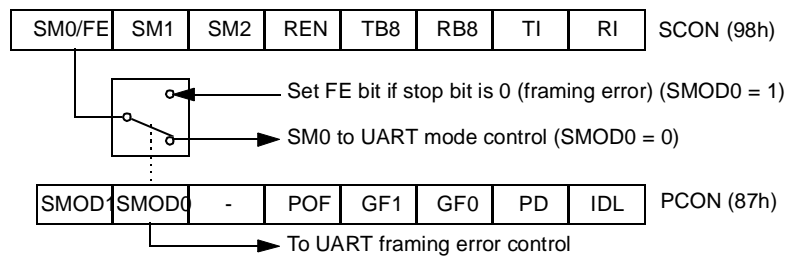 SM0/FE SM1 SM2 REN TB8 RB8 TI RI SCON (98h)
Set FE bit if stop bit is 0 (framing error) (SMOD0 = 1)
SM0 to UART mode control (SMOD0 = 0)
SMOD1 SMOD0 - POF GF1 GF0 PD IDL PCON (87h)
To UART framing error control